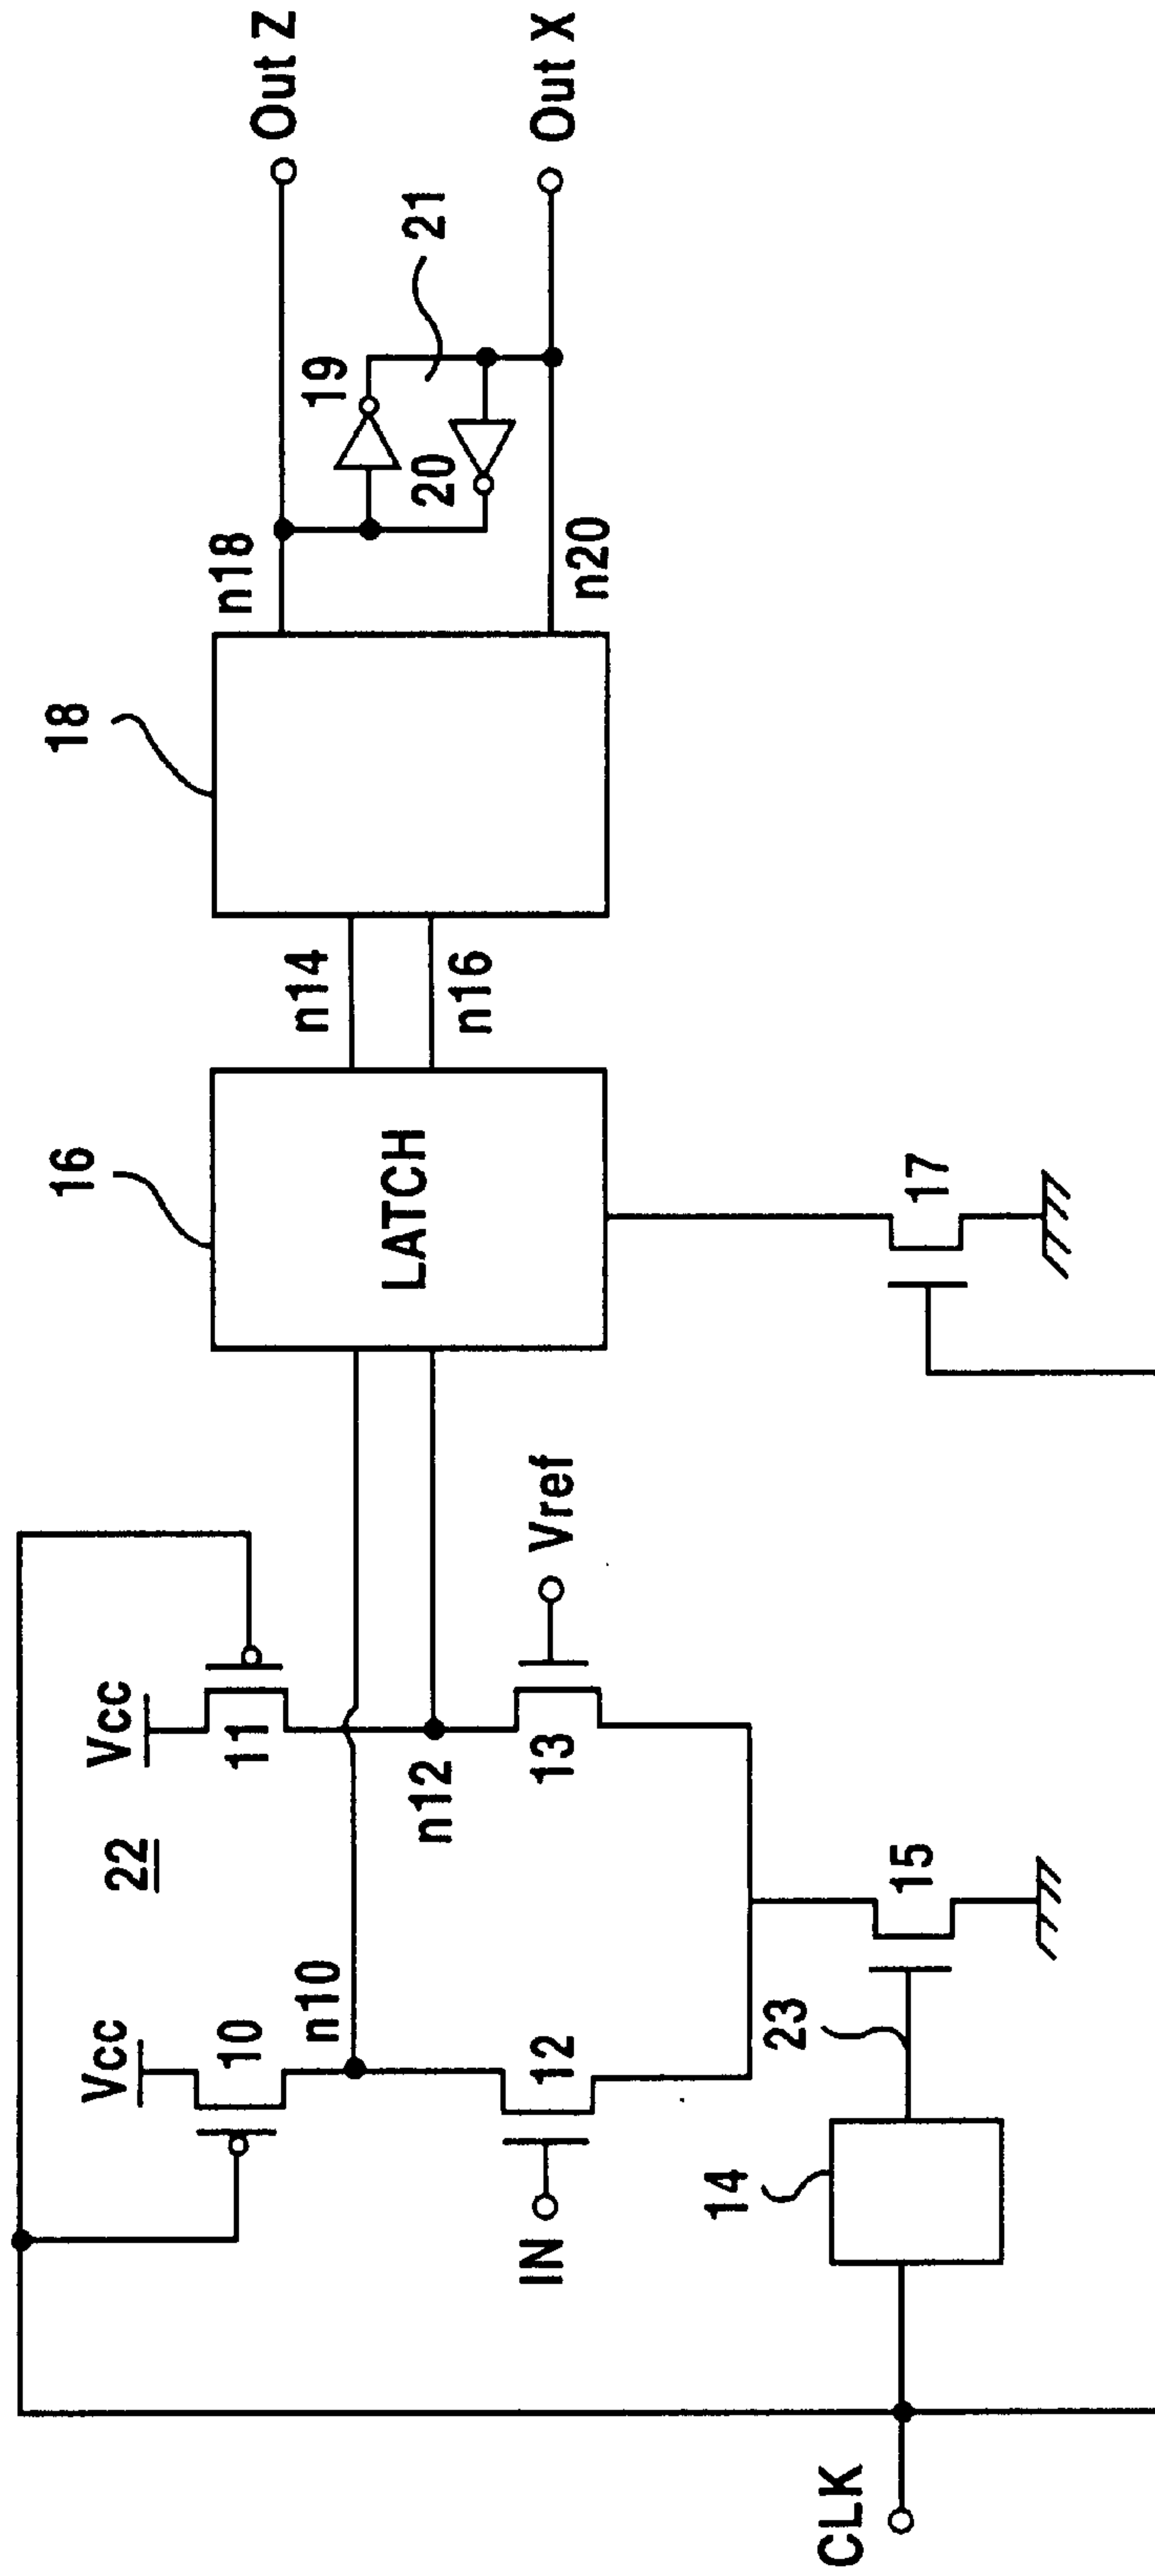 16
18
LATCH
n14
n16
n18
n20
19
20
21
Out Z
Out X
Vcc
22
Vcc
10
11
n10
n12
IN
12
13
Vref
14
23
15
17
CLK